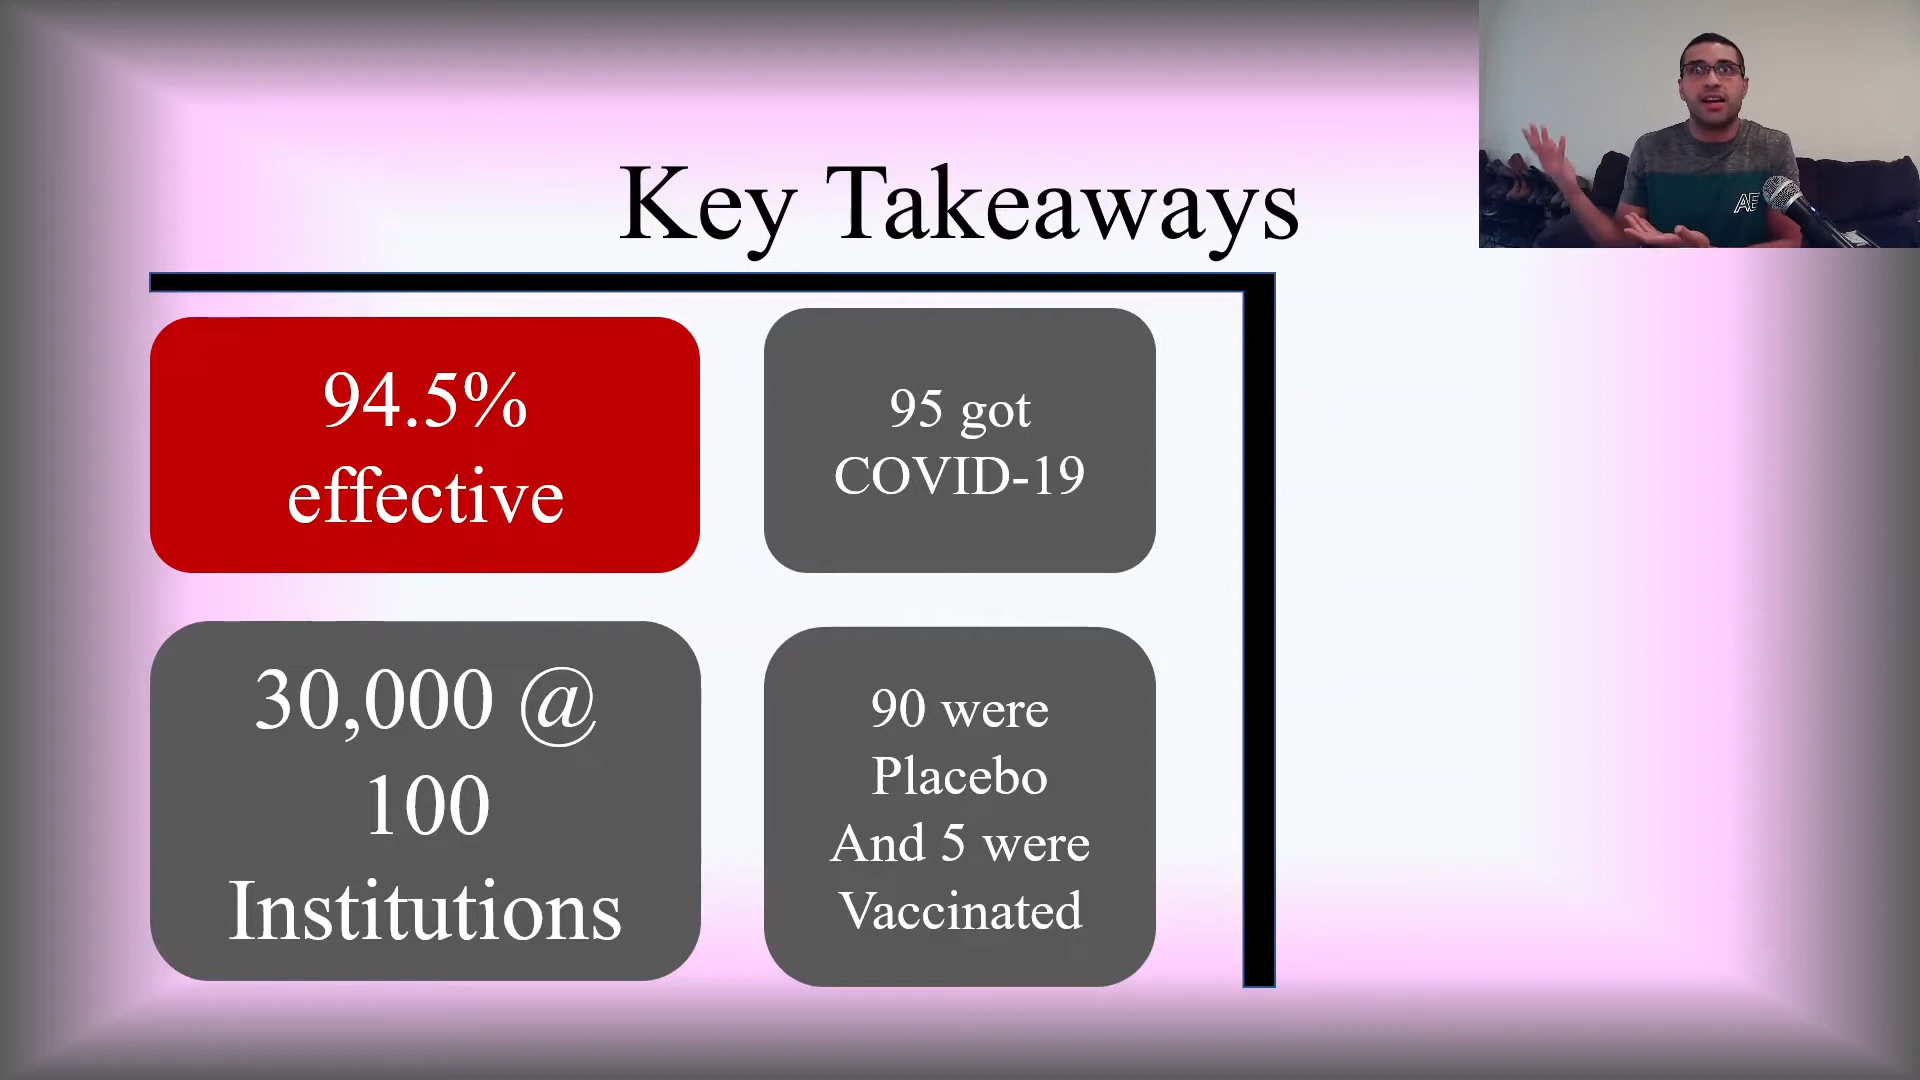 Key Takeaways
94.5%
effective
95 got
COVID-19
30,000 @
100
Institutions
90 were
Placebo
And 5 were
Vaccinated
AE